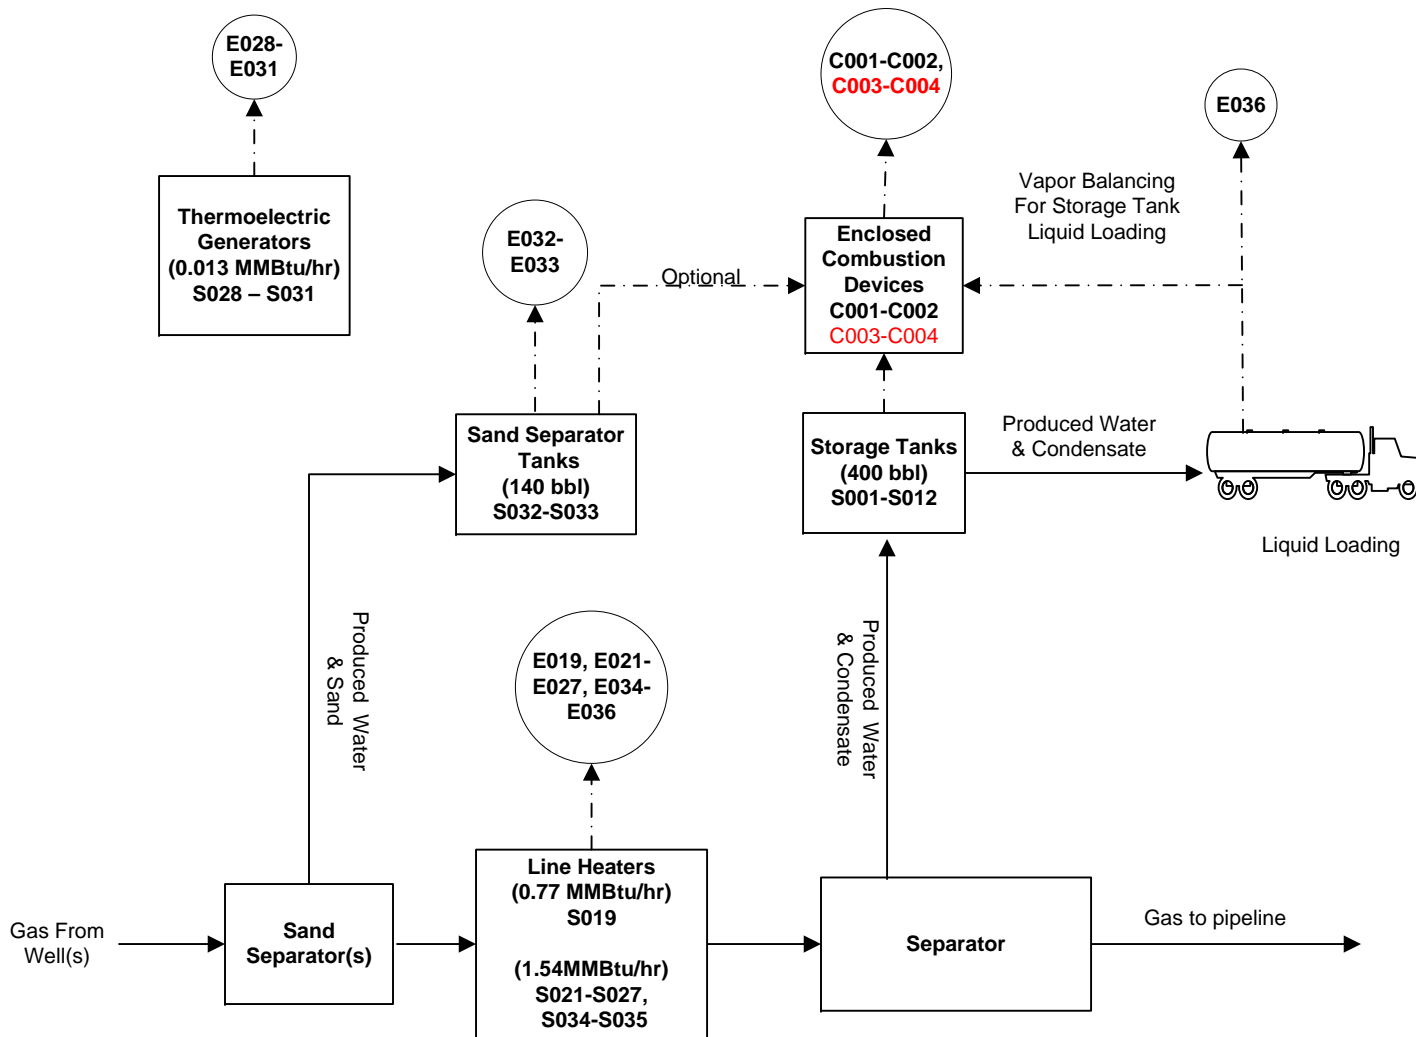 E028-
E031
C001-C002,
C003-C004
E036
Thermoelectric
Generators
(0.013 MMBtu/hr)
S028 – S031
E032-
E033
Optional
Enclosed
Combustion
Devices
C001-C002
C003-C004
Vapor Balancing
For Storage Tank
Liquid Loading
Sand Separator
Tanks
(140 bbl)
S032-S033
Storage Tanks
(400 bbl)
S001-S012
Produced Water
& Condensate
Liquid Loading
Produced Water
& Sand
E019, E021-
E027, E034-
E036
Produced Water
& Condensate
Gas From
Well(s)
Sand
Separator(s)
Line Heaters
(0.77 MMBtu/hr)
S019
(1.54MMBtu/hr)
S021-S027,
S034-S035
Separator
Gas to pipeline